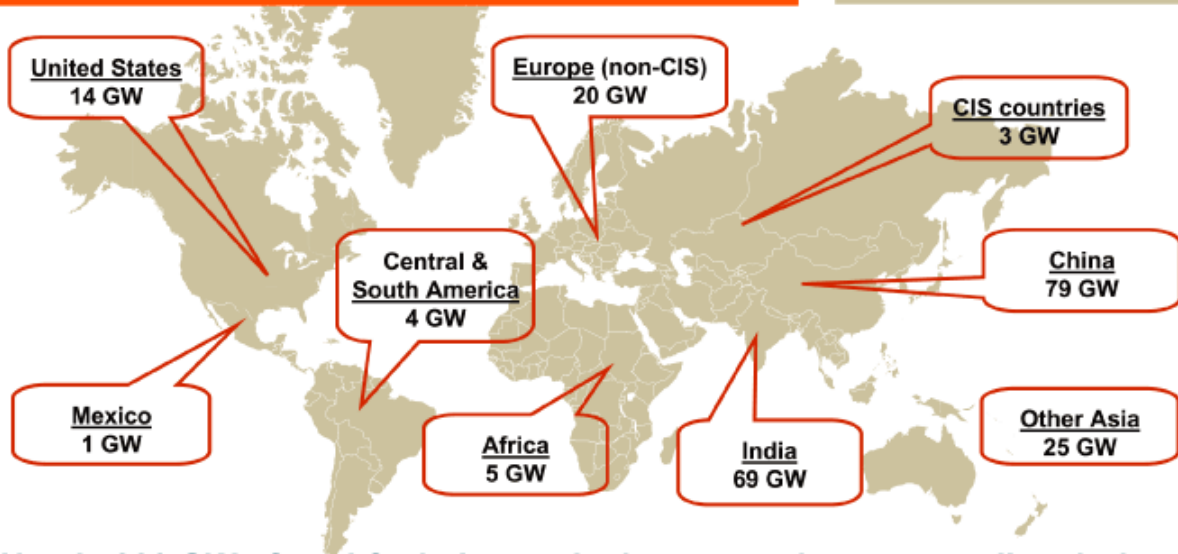 United States
14 GW
Europe (non-CIS)
20 GW
CIS countries
3 GW
Central &
South America
4 GW
China
79 GW
Mexico
1 GW
Africa
5 GW
India
69 GW
Other Asia
25 GW